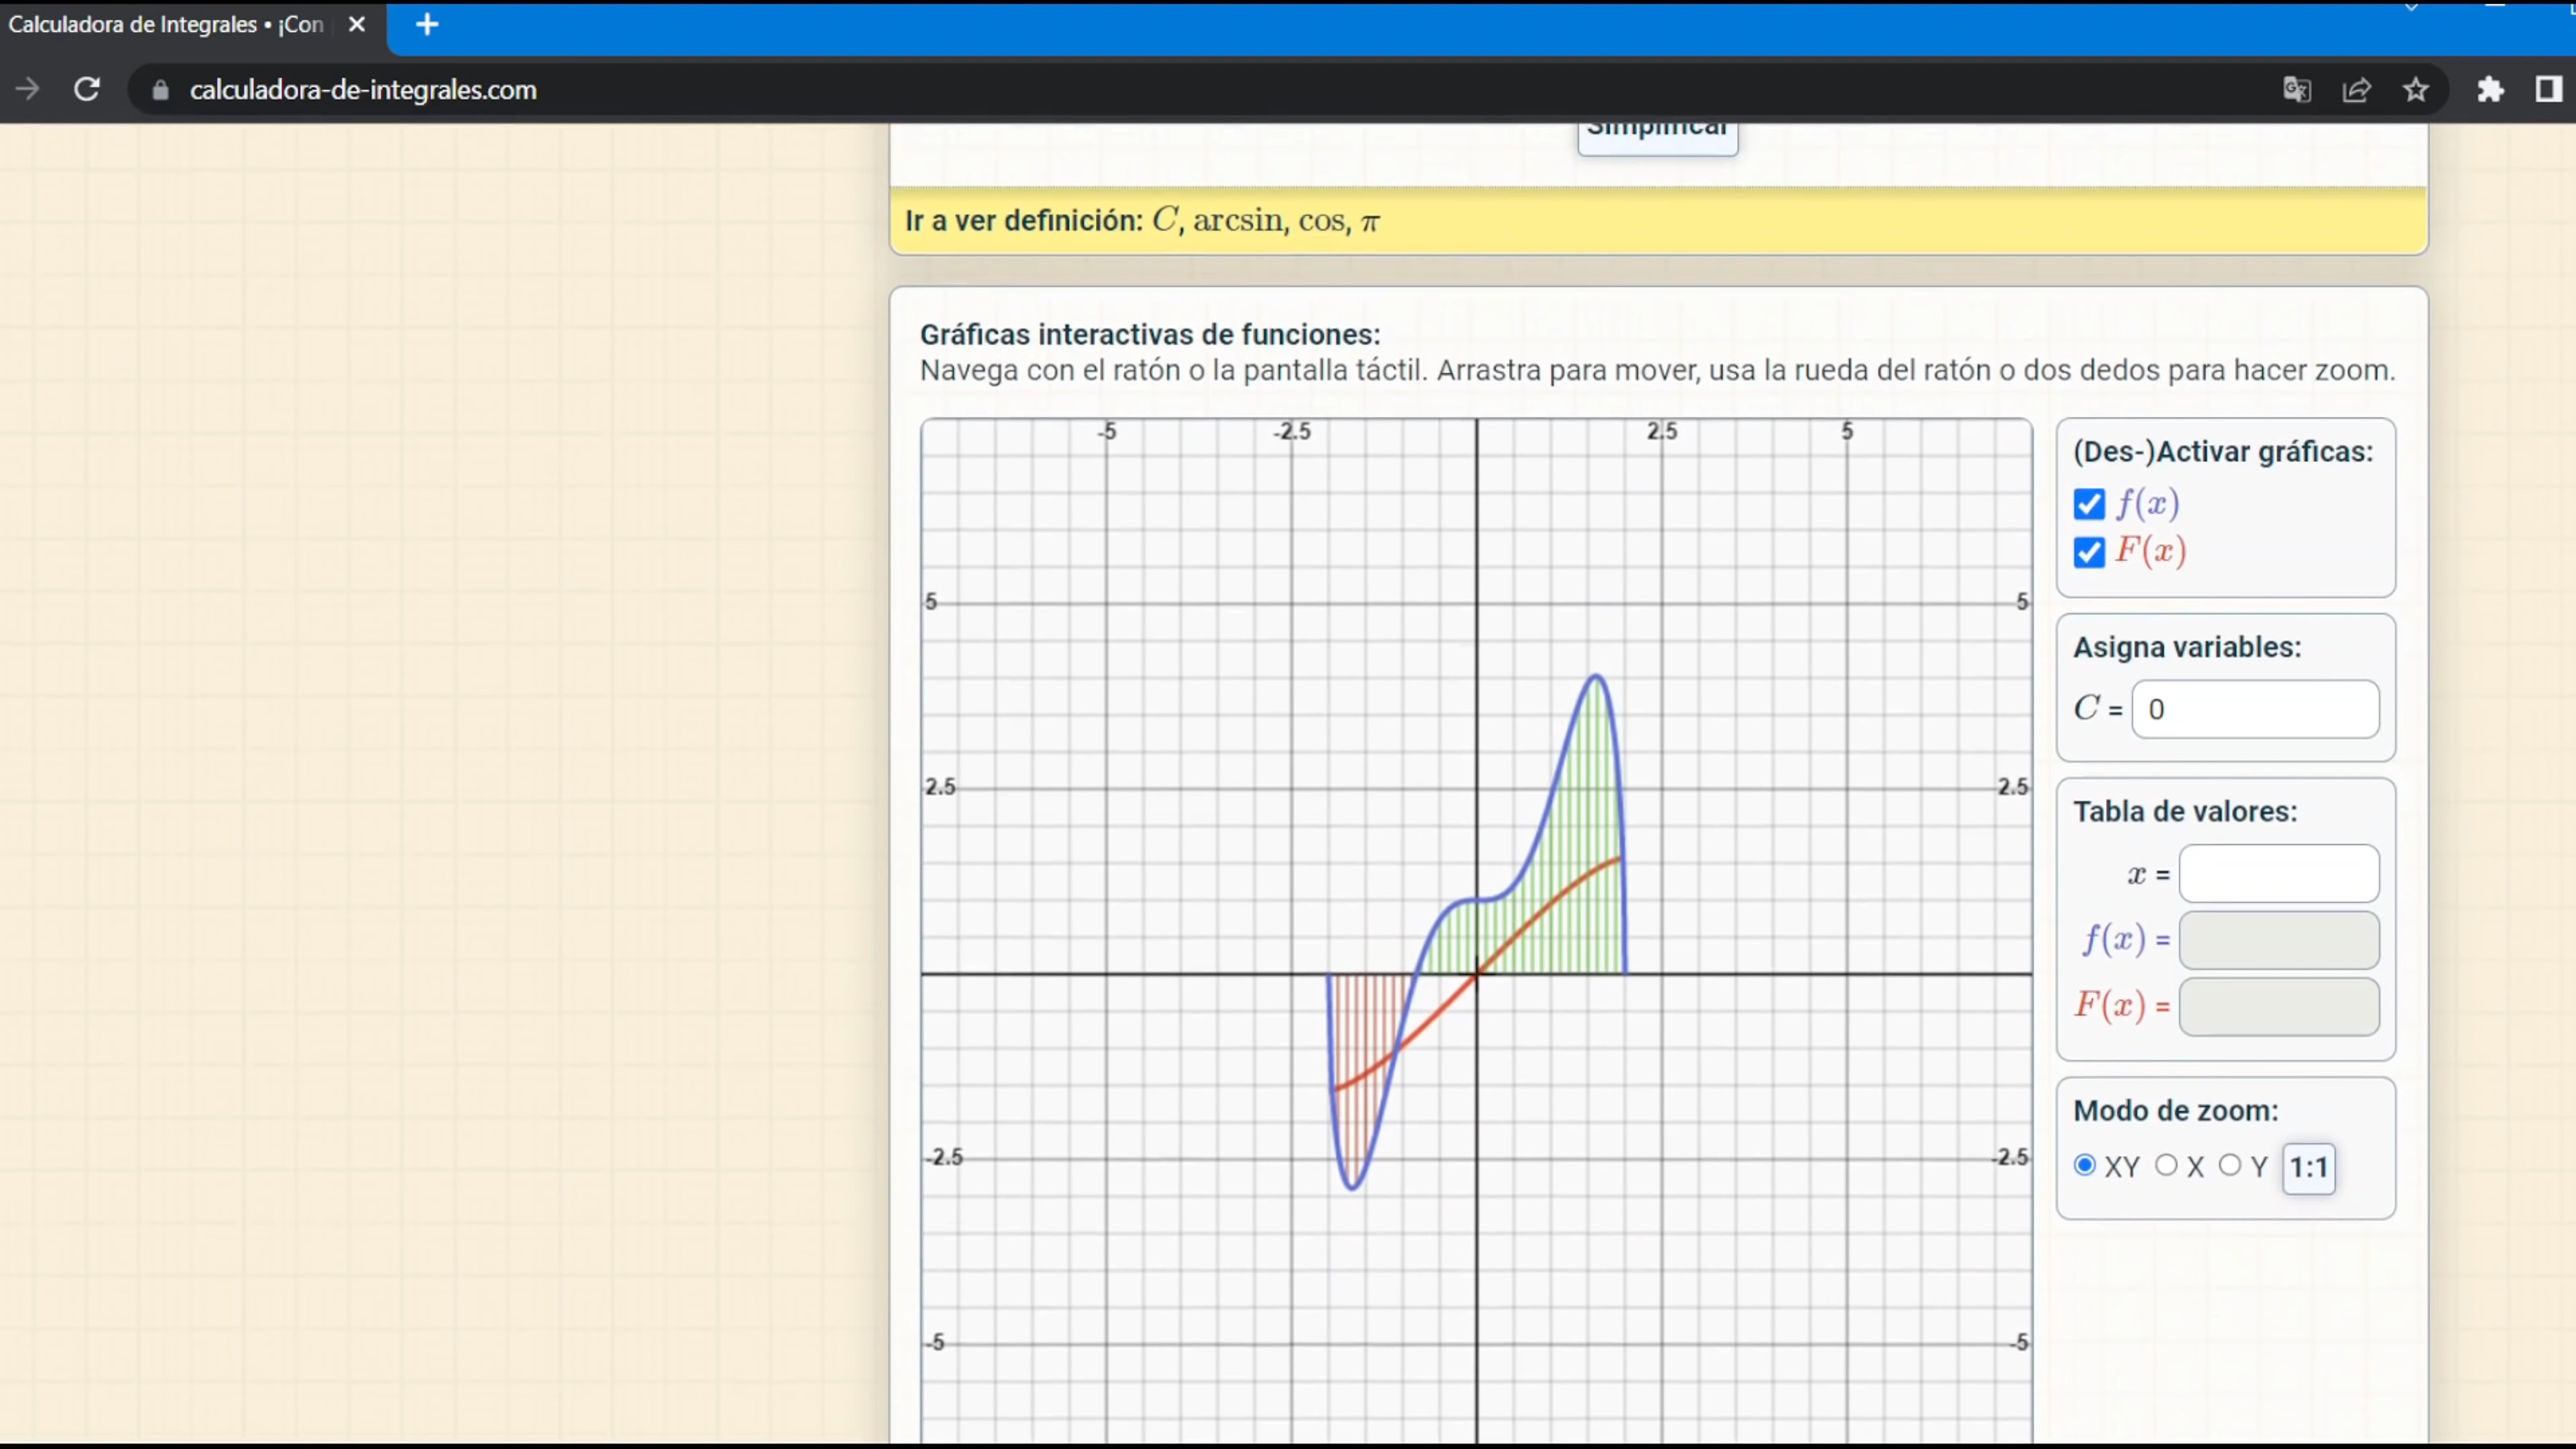 Calculadora de Integrales • ¡Con
calculadora-de-integrales.com
Simplificar
Ir a ver definición: C, arcsin, cos, π
Gráficas interactivas de funciones:
Navega con el ratón o la pantalla táctil. Arrastra para mover, usa la rueda del ratón o dos dedos para hacer zoom.
-5 -2.5 2.5 5
5 5
2.5 2.5
-2.5 -2.5
-5 -5
(Des-)Activar gráficas:
f(x)
F(x)
Asigna variables:
C = 0
Tabla de valores:
x =
f(x) =
F(x) =
Modo de zoom:
XY X Y 1:1